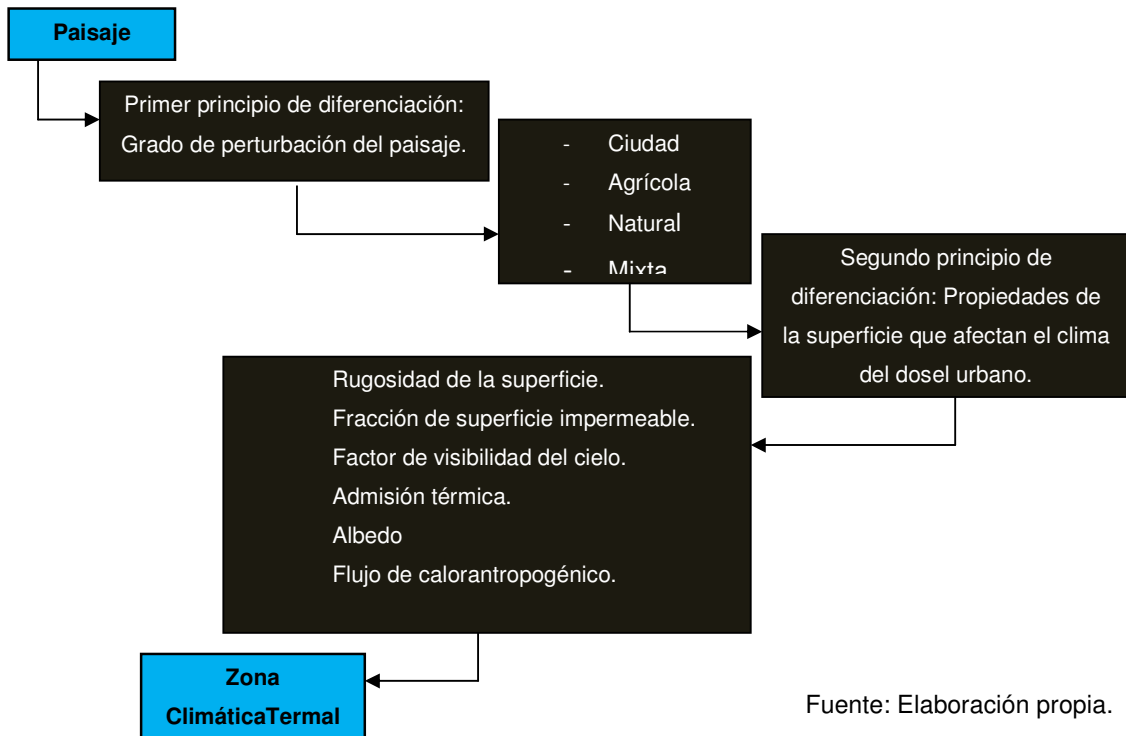 Paisaje
Primer principio de diferenciación:
Grado de perturbación del paisaje.
- Ciudad
- Agrícola
- Natural
- Mixta
Segundo principio de
diferenciación: Propiedades de
la superficie que afectan el clima
del dosel urbano.
Rugosidad de la superficie.
Fracción de superficie impermeable.
Factor de visibilidad del cielo.
Admisión térmica.
Albedo
Flujo de calorantropogénico.
Zona
ClimáticaTermal
Fuente: Elaboración propia.